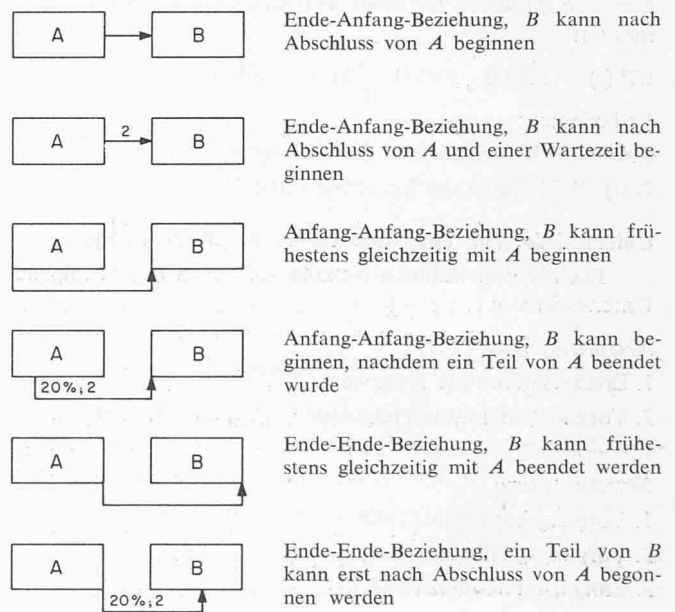 A B
Ende-Anfang-Beziehung, B kann nach
Abschluss von A beginnen
A 2 B
Ende-Anfang-Beziehung, B kann nach
Abschluss von A und einer Wartezeit be-
ginnen
A B
Anfang-Anfang-Beziehung, B kann frü-
hestens gleichzeitig mit A beginnen
A B
20%;2
Anfang-Anfang-Beziehung, B kann be-
ginnen, nachdem ein Teil von A beendet
wurde
A B
Ende-Ende-Beziehung, B kann frühe-
stens gleichzeitig mit A beendet werden
A B
20%;2
Ende-Ende-Beziehung, ein Teil von B
kann erst nach Abschluss von A begon-
nen werden